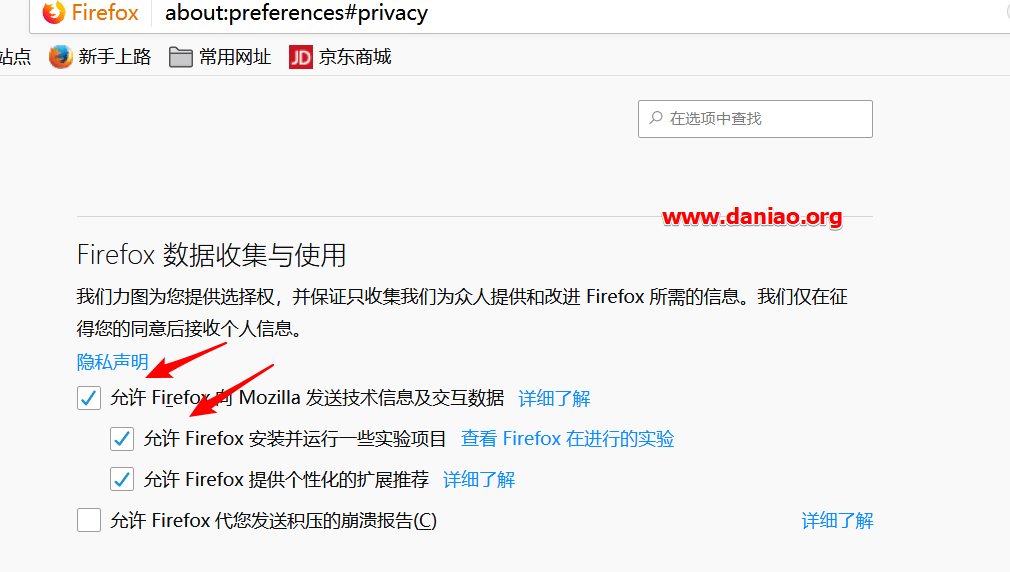 Firefox about:preferences#privacy
站点 新手上路 常用网址 JD 京东商城
在选项中查找
www.daniao.org
Firefox 数据收集与使用
我们力图为您提供选择权，并保证只收集我们为众人提供和改进 Firefox 所需的信息。我们仅在征
得您的同意后接收个人信息。
隐私声明
允许 Firefox 向 Mozilla 发送技术信息及交互数据 详细了解
允许 Firefox 安装并运行一些实验项目 查看 Firefox 在进行的实验
允许 Firefox 提供个性化的扩展推荐 详细了解
允许 Firefox 代您发送积压的崩溃报告(C) 详细了解